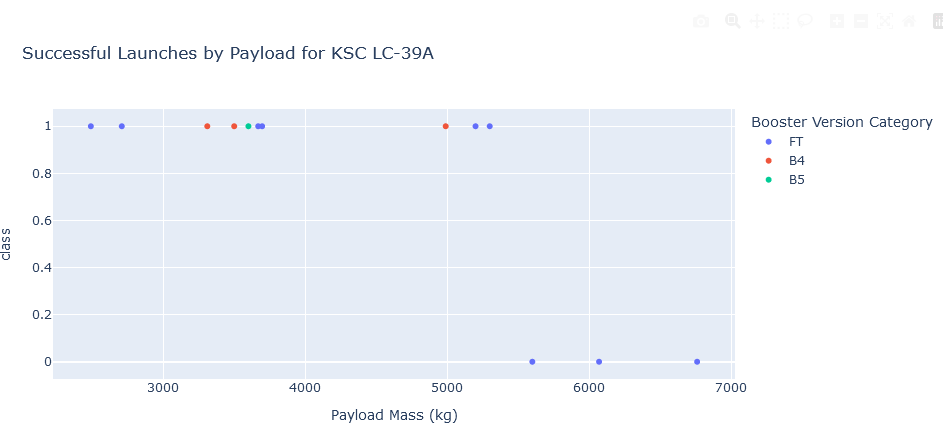 Successful Launches by Payload for KSC LC-39A
Booster Version Category
FT
B4
B5
class
1
0.8
0.6
0.4
0.2
0
3000
4000
5000
6000
7000
Payload Mass (kg)